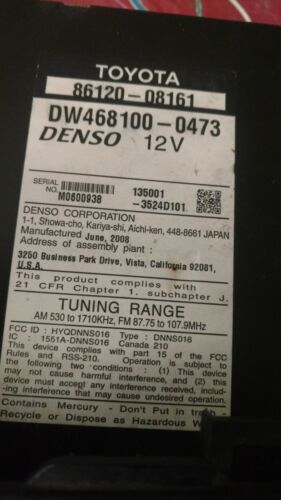 TOYOTA
86120-08161
DW468100-0473
DENSO 12V
SERIAL NO. M0600938 135001
-3524D101
DENSO CORPORATION
1-1, Showa-cho, Kariya-shi, Aichi-ken, 448-8661 JAPAN
Manufactured June, 2008
Address of assembly plant:
3250 Business Park Drive, Vista, California 92081,
U.S.A.
This product complies with
21 CFR Chapter 1, subchapter J.
TUNING RANGE
AM 530 to 1710KHz, FM 87.75 to 107.9MHz
FCC ID : HYQDNNS016 Type : DNNS016
IC : 1551A-DNNS016 Canada 210
This device complies with part 15 of the FCC
Rules and RSS-210. Operation is subject to
the following two conditions : (1) This device
may not cause harmful interference, and (2) this
device must accept any interference received, includ-
ing interference that may cause undesired operation.
Contains Mercury - Don't Put in trash -
Recycle or Dispose as Hazardous